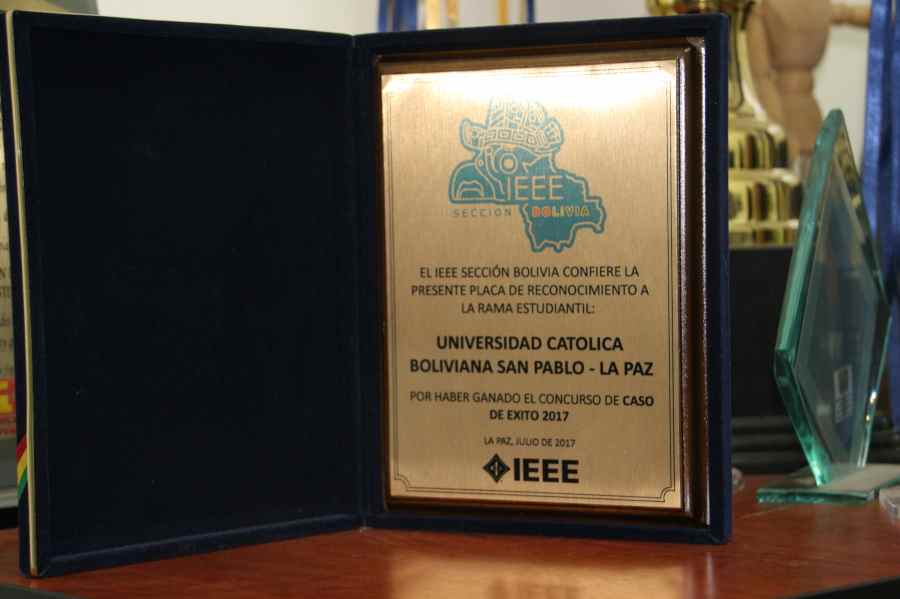 IEEE
SECCIÓN BOLIVIA
EL IEEE SECCIÓN BOLIVIA CONFIERE LA
PRESENTE PLACA DE RECONOCIMIENTO A
LA RAMA ESTUDIANTIL:
UNIVERSIDAD CATOLICA
BOLIVIANA SAN PABLO - LA PAZ
POR HABER GANADO EL CONCURSO DE CASO
DE EXITO 2017
LA PAZ, JULIO DE 2017
IEEE